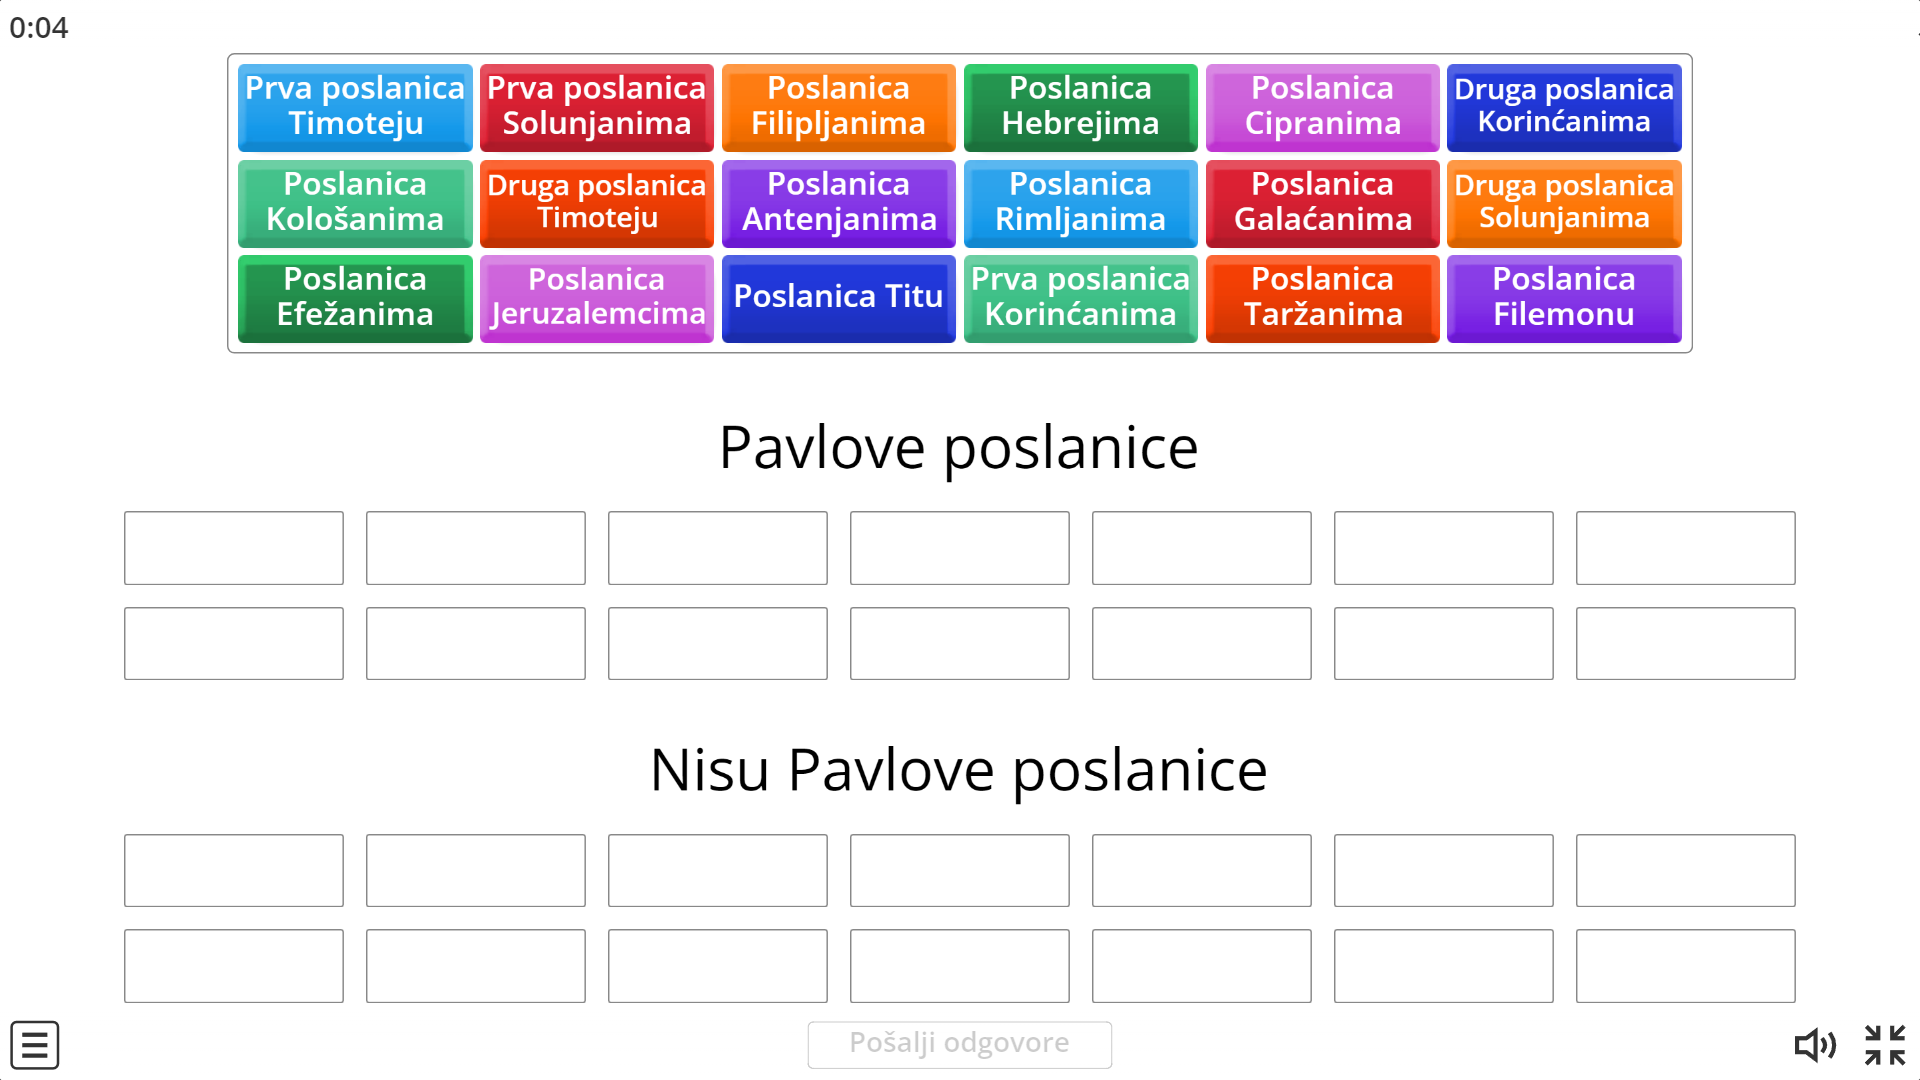 0:04
Prva poslanica
Timoteju
Prva poslanica
Solunjanima
Poslanica
Filipljanima
Poslanica
Hebrejima
Poslanica
Cipranima
Druga poslanica
Korinćanima
Poslanica
Kološanima
Druga poslanica
Timoteju
Poslanica
Antenjanima
Poslanica
Rimljanima
Poslanica
Galaćanima
Druga poslanica
Solunjanima
Poslanica
Efežanima
Poslanica
Jeruzalemcima
Poslanica Titu
Prva poslanica
Korinćanima
Poslanica
Taržanima
Poslanica
Filemonu
Pavlove poslanice
Nisu Pavlove poslanice
Pošalji odgovore